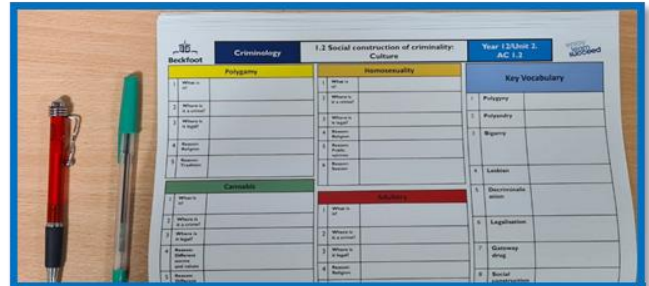 Beckfoot
Criminology
1.2 Social construction of criminality:
Culture
Year 12/Unit 2.
AC 1.2
enjoy
learn
succeed
Polygamy
1 What is
it?
2 Where is
it a crime?
3 Where is
it legal?
4 Reason:
Religion
5 Reason:
Tradition
Homosexuality
1 What is
it?
2 Where is
it a crime?
3 Where is
it legal?
4 Reason:
Religion
5 Reason:
Public
opinion
6 Reason:
Sexism
Key Vocabulary
1 Polygyny
2 Polyandry
3 Bigamy
4 Lesbian
5 Decriminalis
ation
6 Legalisation
7 Gateway
drug
8 Social
construction
Cannabis
1 What is
it?
2 Where is
it a crime?
3 Where is
it legal?
4 Reason:
Different
norms
and values
5 Reason:
Different
Adultery
1 What is
it?
2 Where is
it a crime?
3 Where is
it legal?
4 Reason:
Religion